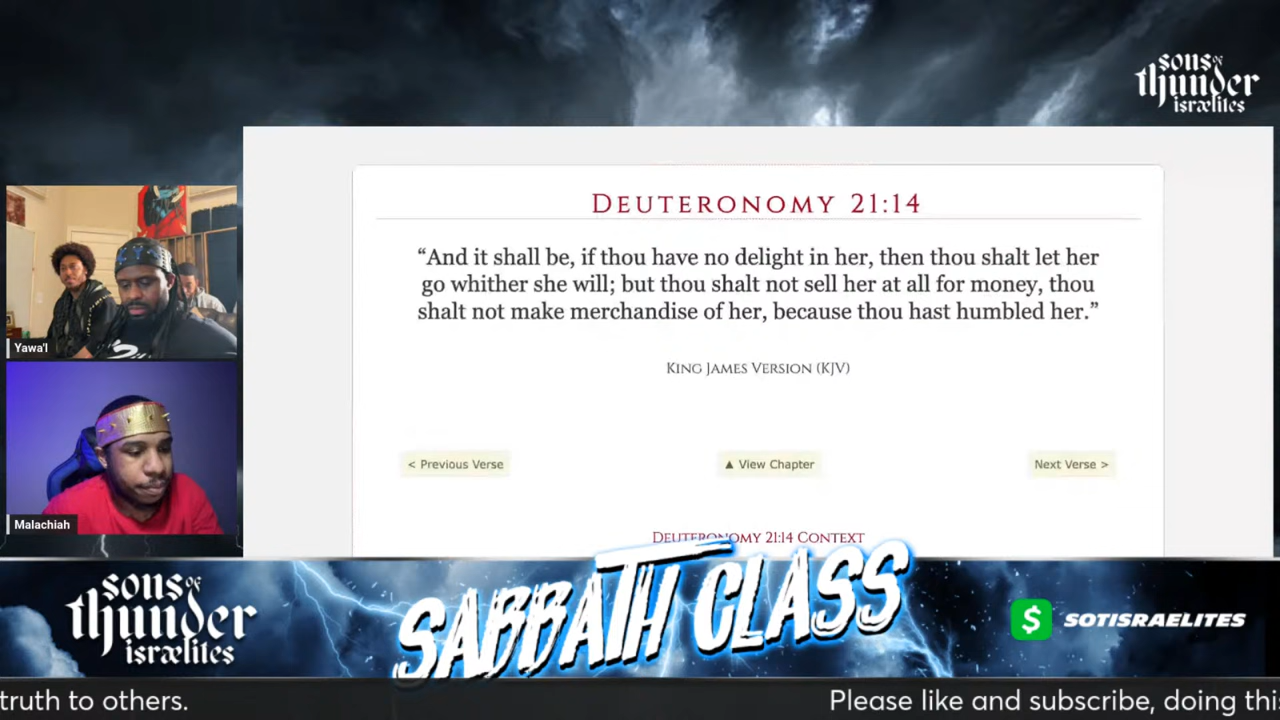 sons OF
thunder
israelites
DEUTERONOMY 21:14
“And it shall be, if thou have no delight in her, then thou shalt let her
go whither she will; but thou shalt not sell her at all for money, thou
shalt not make merchandise of her, because thou hast humbled her.”
KING JAMES VERSION (KJV)
< Previous Verse
▲ View Chapter
Next Verse >
DEUTERONOMY 21:14 CONTEXT
Yawa'l
Malachiah
sons OF
thunder
israelites
SABBATH CLASS
$ SOTISRAELITES
truth to others.
Please like and subscribe, doing this